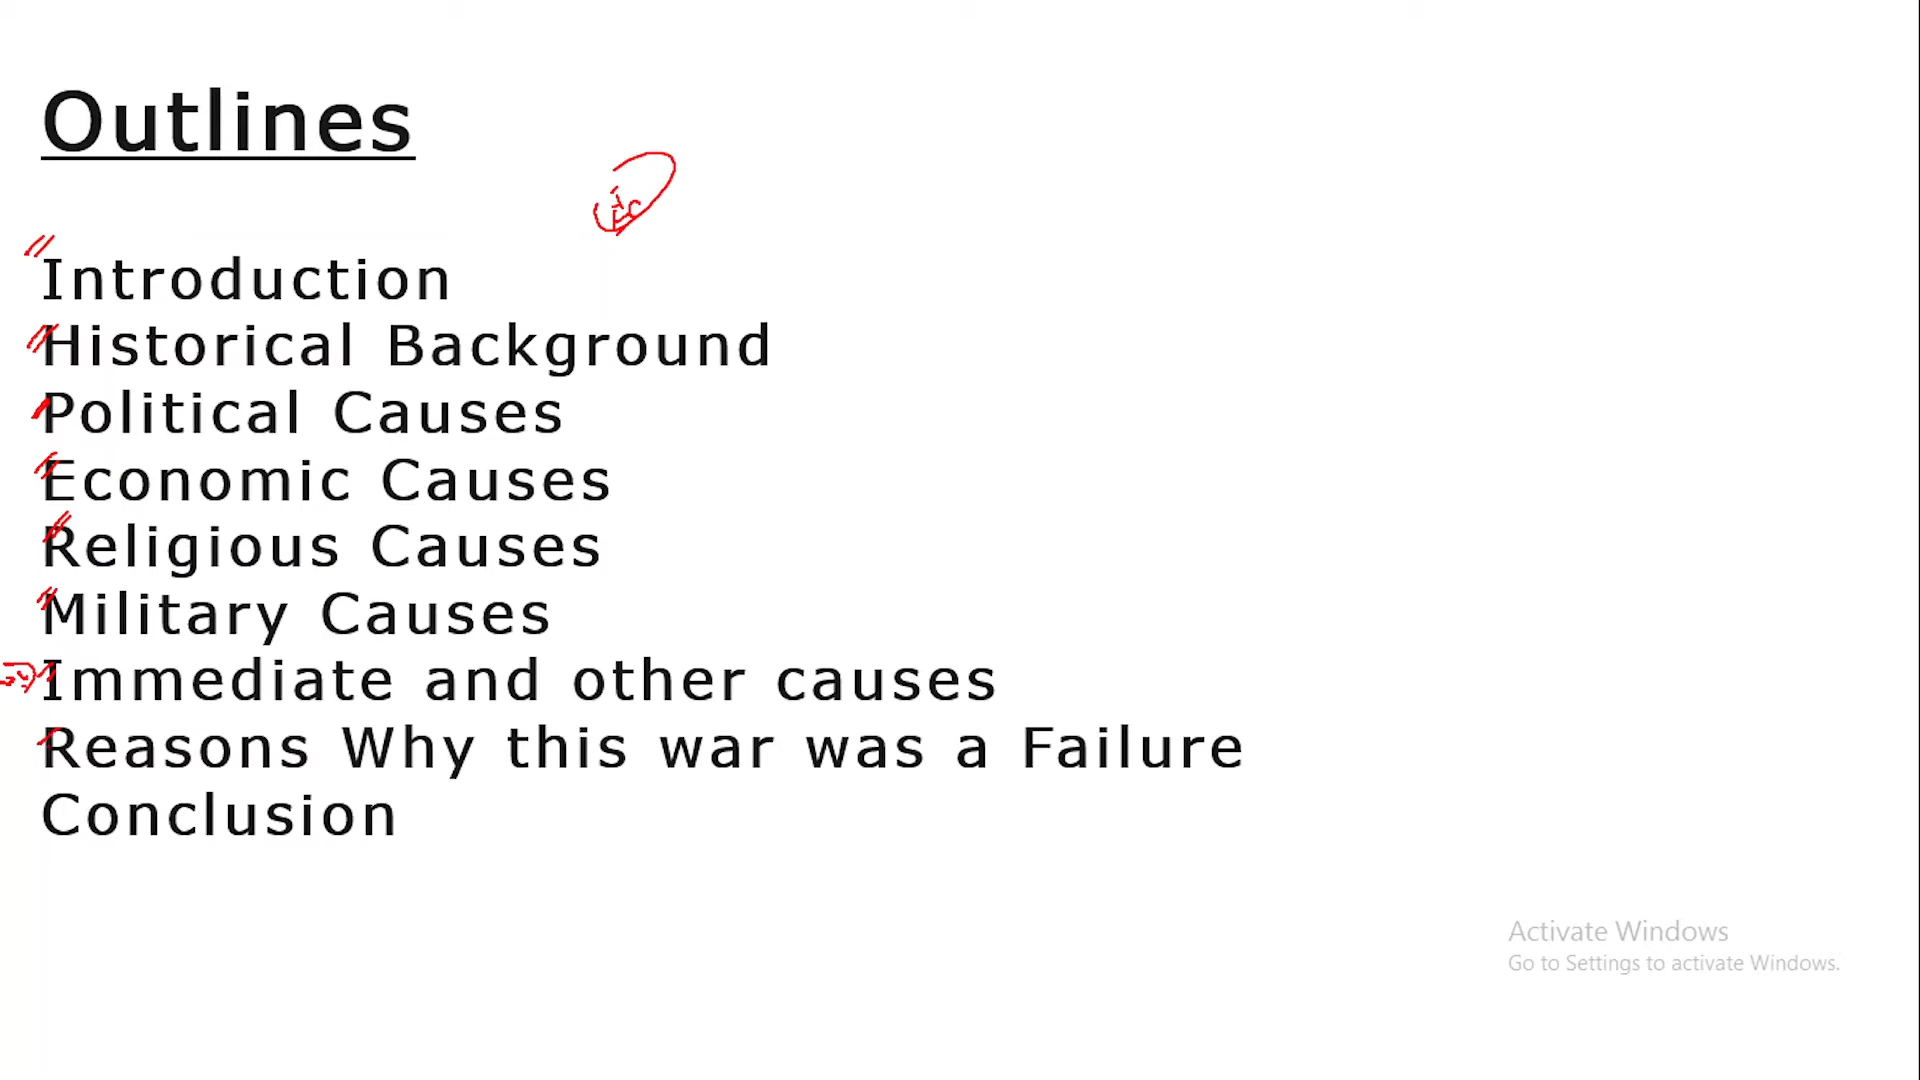 Outlines
Introduction
Historical Background
Political Causes
Economic Causes
Religious Causes
Military Causes
Immediate and other causes
Reasons Why this war was a Failure
Conclusion
Activate Windows
Go to Settings to activate Windows.